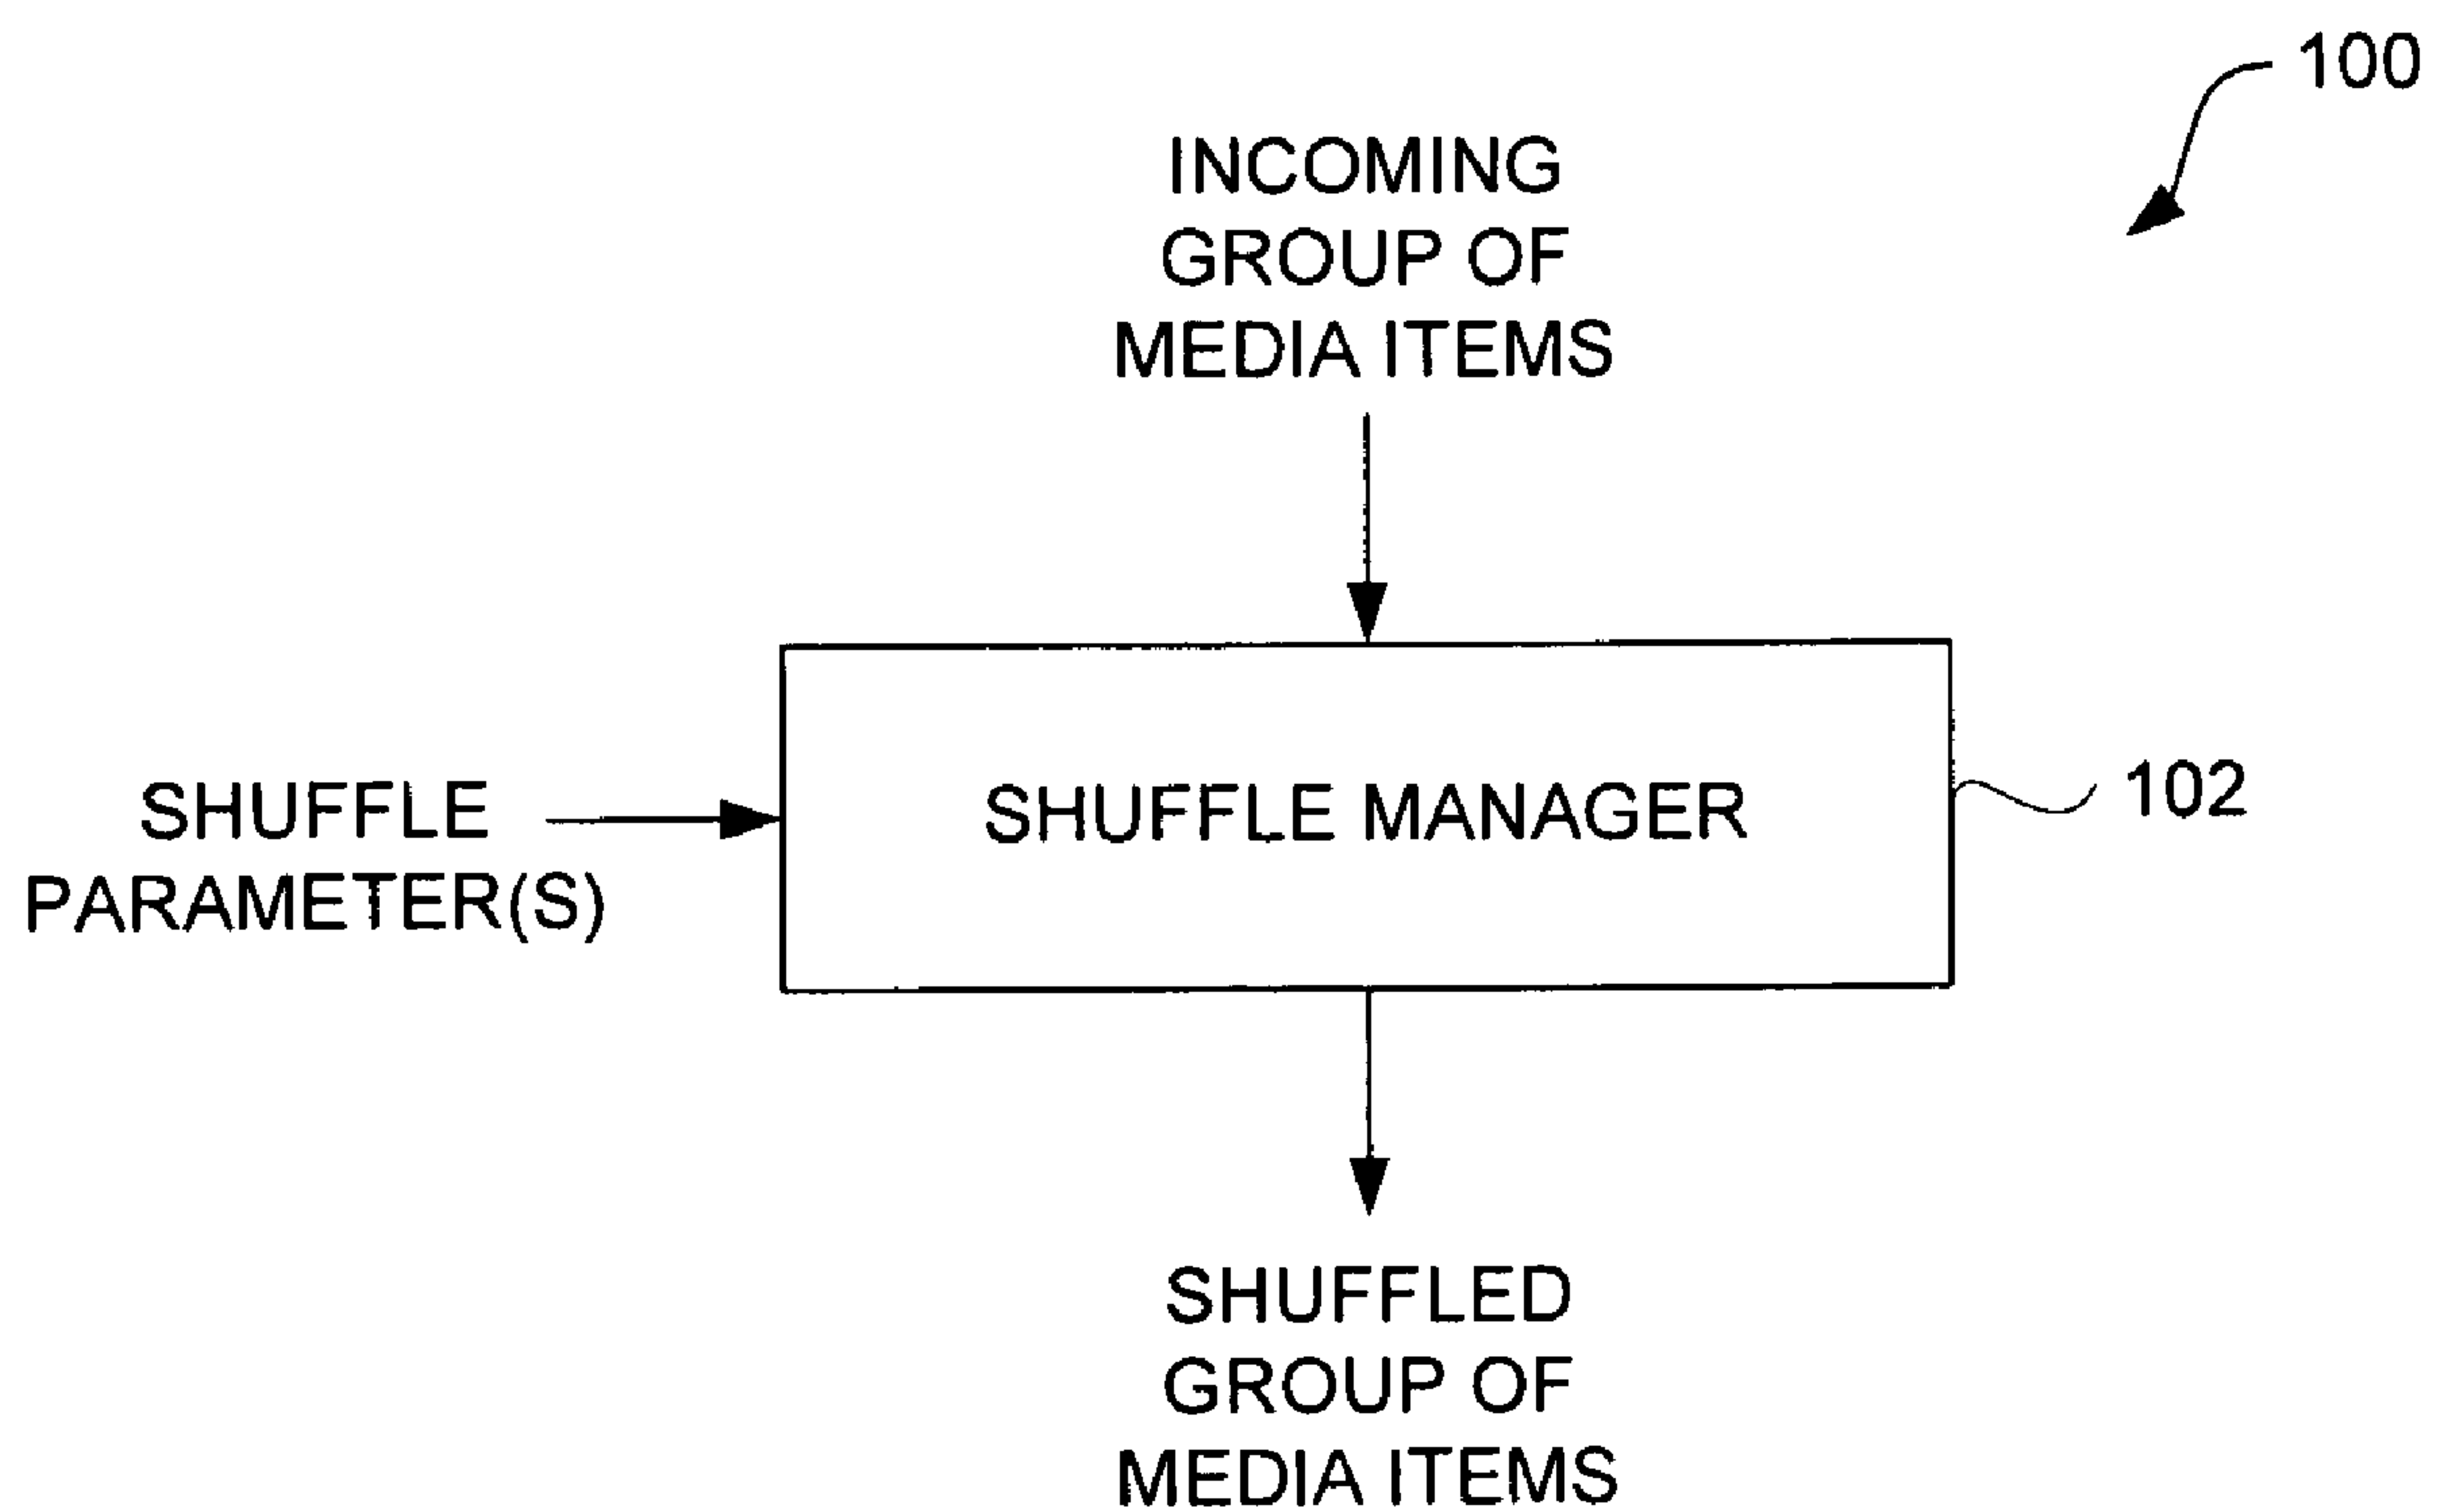 100
INCOMING
GROUP OF
MEDIA ITEMS
SHUFFLE
PARAMETER(S)
SHUFFLE MANAGER
102
SHUFFLED
GROUP OF
MEDIA ITEMS